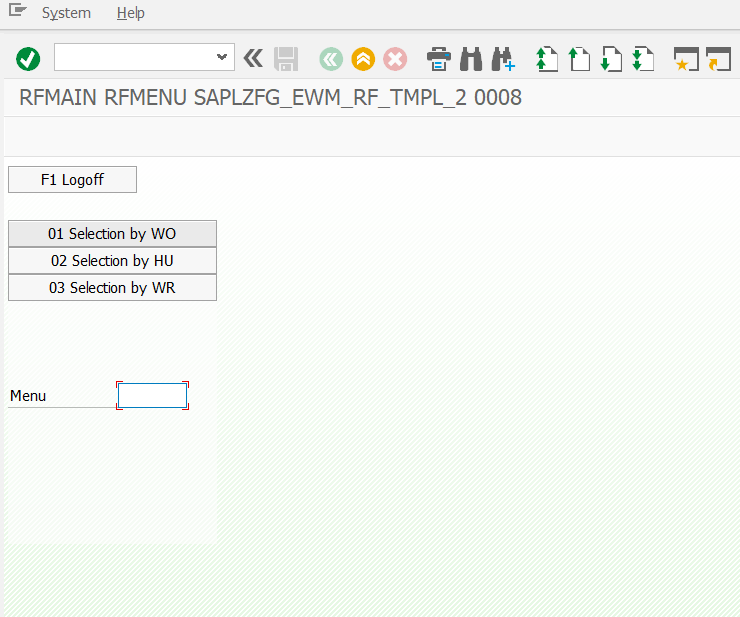 System Help
RFMAIN RFMENU SAPLZFG_EWM_RF_TMPL_2 0008
F1 Logoff
01 Selection by WO
02 Selection by HU
03 Selection by WR
Menu